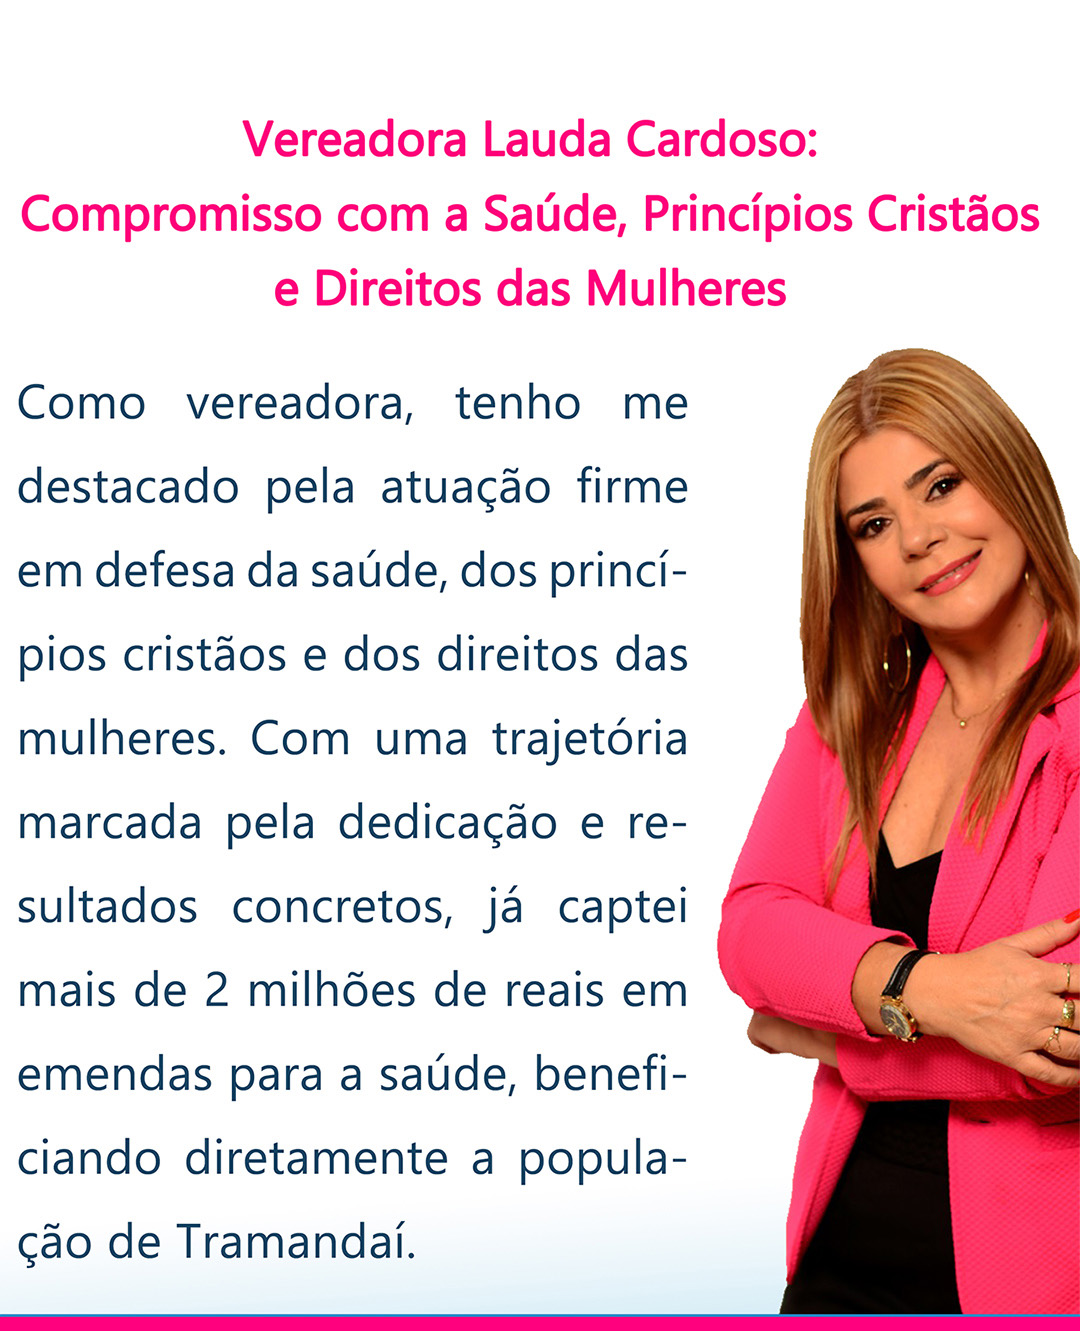 Vereadora Lauda Cardoso:
Compromisso com a Saúde, Princípios Cristãos
e Direitos das Mulheres
Como vereadora, tenho me
destacado pela atuação firme
em defesa da saúde, dos princí-
pios cristãos e dos direitos das
mulheres. Com uma trajetória
marcada pela dedicação e re-
sultados concretos, já captei
mais de 2 milhões de reais em
emendas para a saúde, benefi-
ciando diretamente a popula-
ção de Tramandaí.